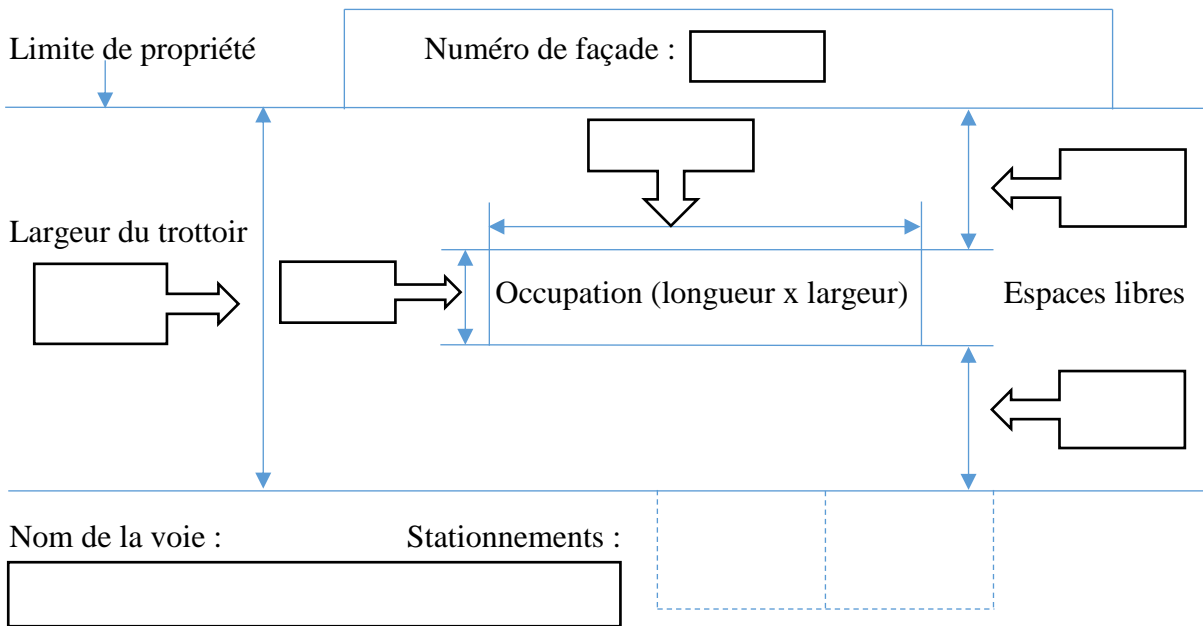 Limite de propriété
Numéro de façade :
Largeur du trottoir
Occupation (longueur x largeur)
Espaces libres
Nom de la voie :
Stationnements :